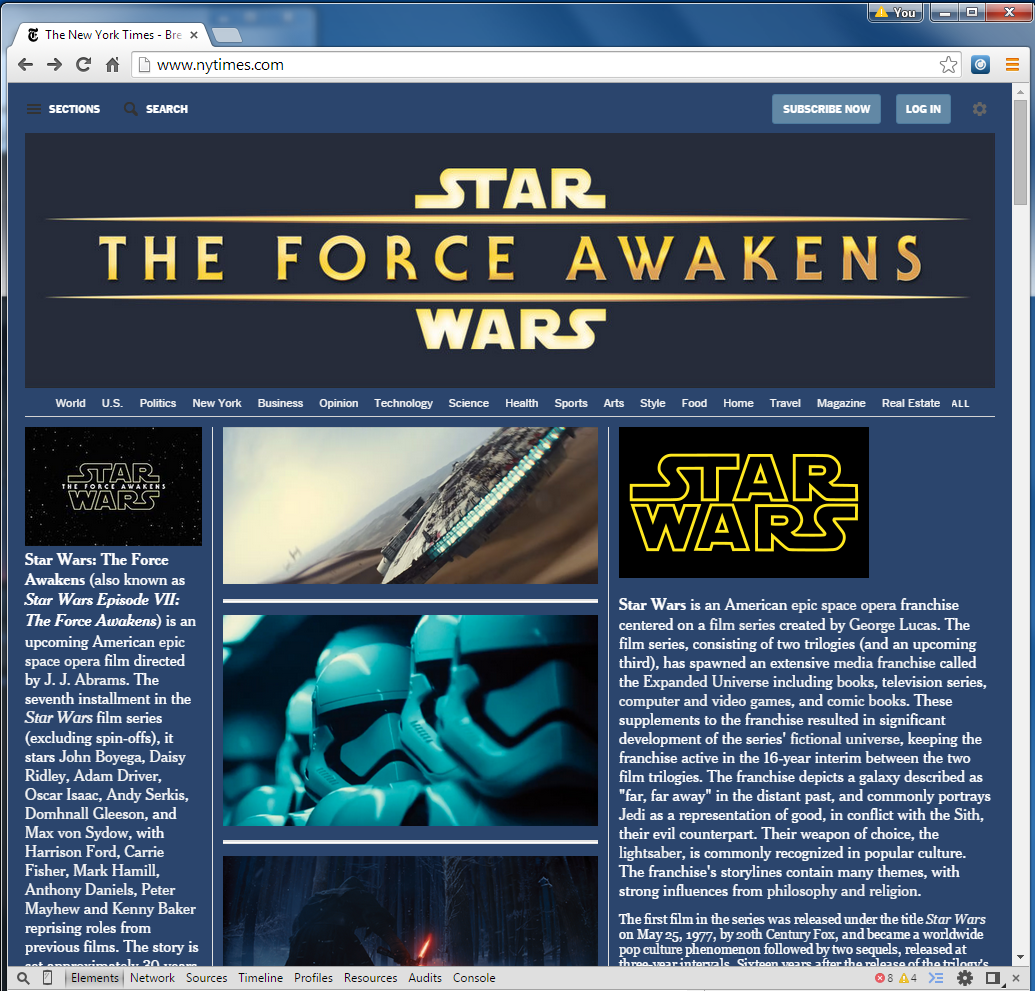 You
The New York Times - Bre
www.nytimes.com
SECTIONS
SEARCH
SUBSCRIBE NOW
LOG IN
STAR
THE FORCE AWAKENS
WARS
World U.S. Politics New York Business Opinion Technology Science Health Sports Arts Style Food Home Travel Magazine Real Estate ALL
STAR
THE FORCE AWAKENS
WARS
Star Wars: The Force
Awakens (also known as
Star Wars Episode VII:
The Force Awakens) is an
upcoming American epic
space opera film directed
by J. J. Abrams. The
seventh installment in the
Star Wars film series
(excluding spin-offs), it
stars John Boyega, Daisy
Ridley, Adam Driver,
Oscar Isaac, Andy Serkis,
Domhnall Gleeson, and
Max von Sydow, with
Harrison Ford, Carrie
Fisher, Mark Hamill,
Anthony Daniels, Peter
Mayhew and Kenny Baker
reprising roles from
previous films. The story is
set approximately 30 years
STAR
WARS
Star Wars is an American epic space opera franchise
centered on a film series created by George Lucas. The
film series, consisting of two trilogies (and an upcoming
third), has spawned an extensive media franchise called
the Expanded Universe including books, television series,
computer and video games, and comic books. These
supplements to the franchise resulted in significant
development of the series' fictional universe, keeping the
franchise active in the 16-year interim between the two
film trilogies. The franchise depicts a galaxy described as
"far, far away" in the distant past, and commonly portrays
Jedi as a representation of good, in conflict with the Sith,
their evil counterpart. Their weapon of choice, the
lightsaber, is commonly recognized in popular culture.
The franchise's storylines contain many themes, with
strong influences from philosophy and religion.
The first film in the series was released under the title Star Wars
on May 25, 1977, by 20th Century Fox, and became a worldwide
pop culture phenomenon followed by two sequels, released at
three-year intervals. Sixteen years after the release of the trilogy's
Elements Network Sources Timeline Profiles Resources Audits Console
8 4